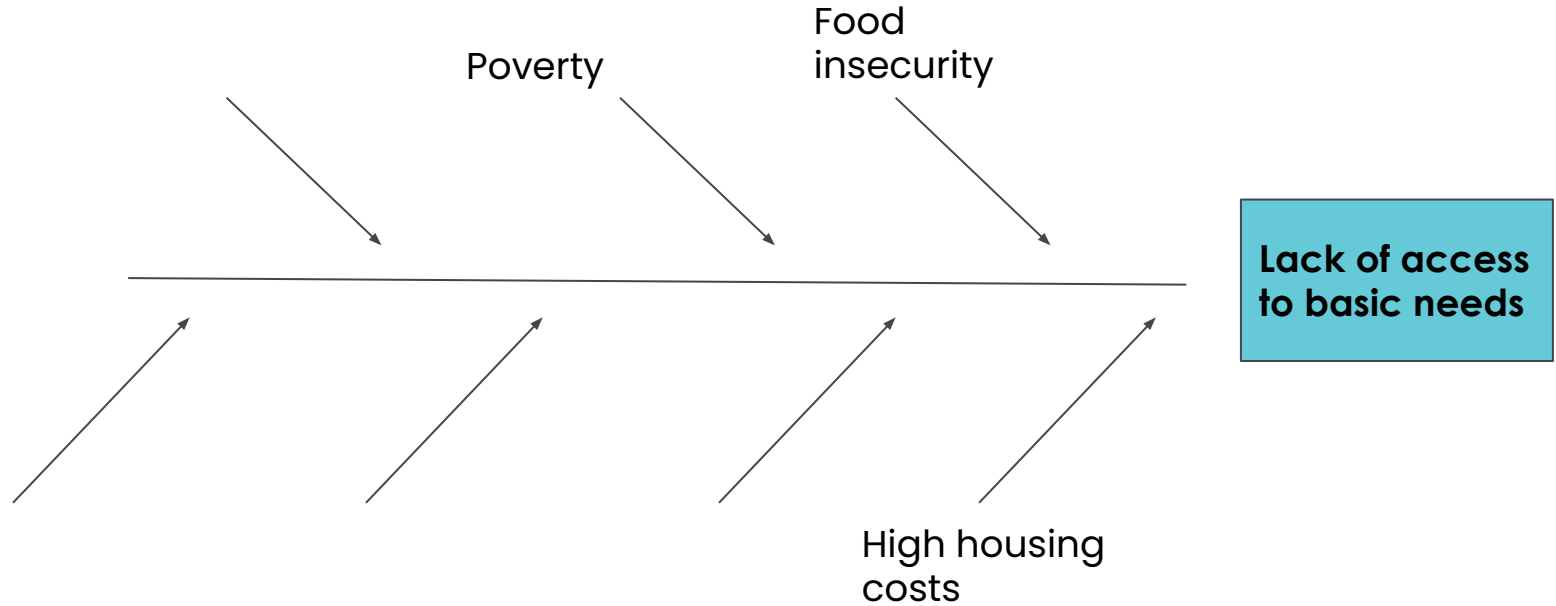 Food
insecurity
Poverty
Lack of access
to basic needs
High housing
costs